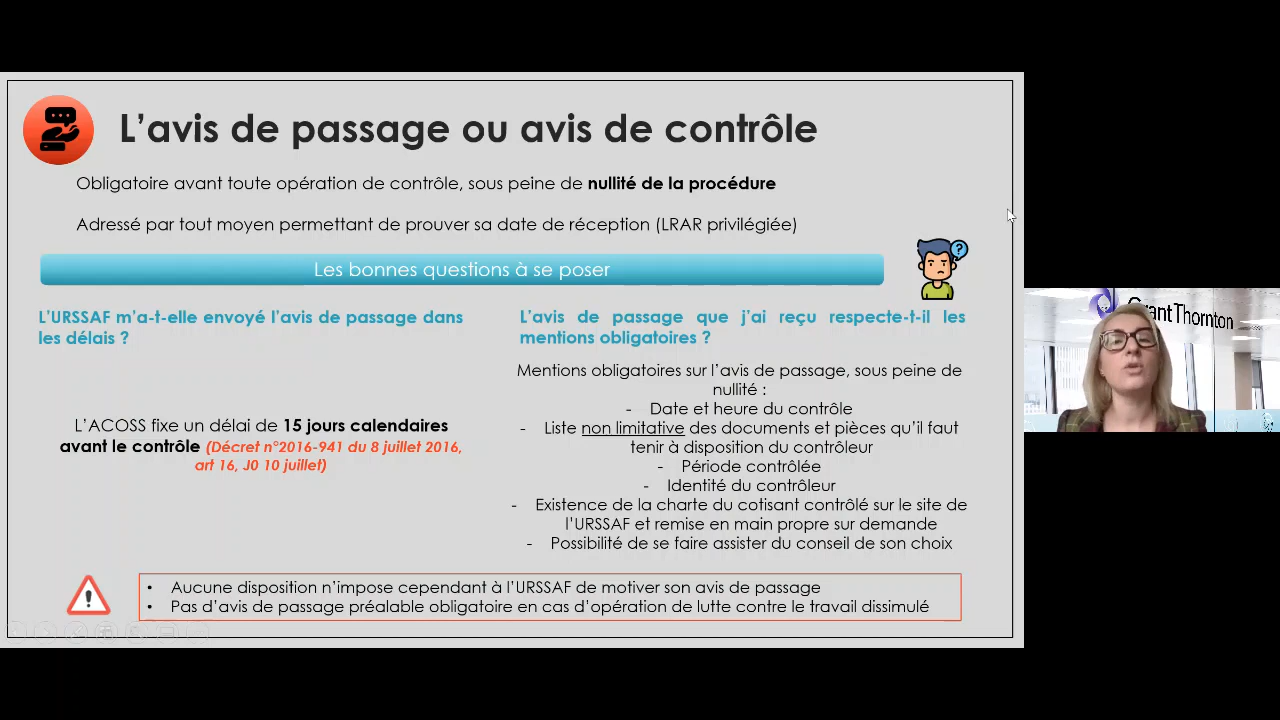 L'avis de passage ou avis de contrôle
Obligatoire avant toute opération de contrôle, sous peine de nullité de la procédure
Adressé par tout moyen permettant de prouver sa date de réception (LRAR privilégiée)
Les bonnes questions à se poser
?
L'URSSAF m'a-t-elle envoyé l'avis de passage dans
les délais ?
L'ACOSS fixe un délai de 15 jours calendaires
avant le contrôle (Décret n°2016-941 du 8 juillet 2016,
art 16, J0 10 juillet)
L'avis de passage que j'ai reçu respecte-t-il les
mentions obligatoires ?
Mentions obligatoires sur l'avis de passage, sous peine de
nullité :
- Date et heure du contrôle
- Liste non limitative des documents et pièces qu'il faut
tenir à disposition du contrôleur
- Période contrôlée
- Identité du contrôleur
- Existence de la charte du cotisant contrôlé sur le site de
l'URSSAF et remise en main propre sur demande
- Possibilité de se faire assister du conseil de son choix
• Aucune disposition n'impose cependant à l'URSSAF de motiver son avis de passage
• Pas d'avis de passage préalable obligatoire en cas d'opération de lutte contre le travail dissimulé
GrantThornton